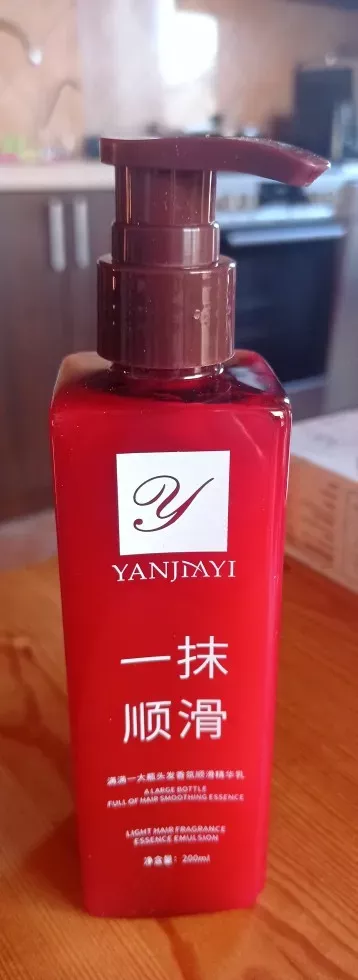 Y
YANJIAYI
一抹
顺滑
满满一大瓶头发香氛顺滑精华乳
A LARGE BOTTLE
FULL OF HAIR SMOOTHING ESSENCE
LIGHT HAIR FRAGRANCE
ESSENCE EMULSION
净含量：200ml